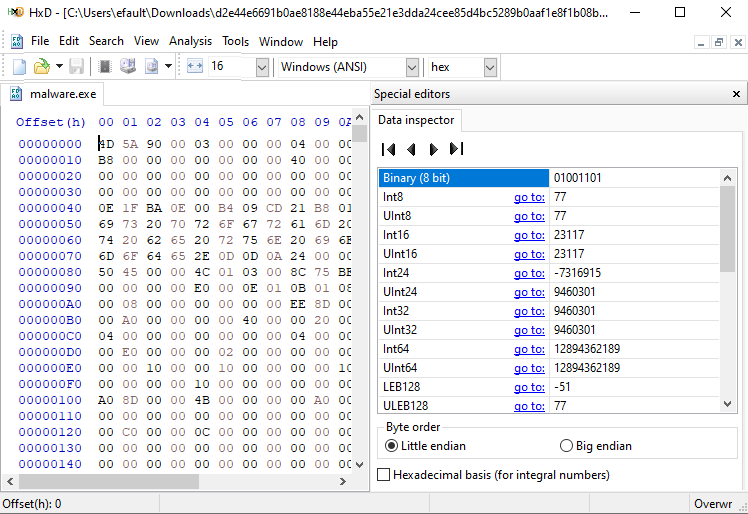 HxD - [C:\Users\efault\Downloads\d2e44e6691b0ae8188e44eba55e21e3dda24cee85d4bc5289b0aaf1e8f1b08b...
File Edit Search View Analysis Tools Window Help
16 Windows (ANSI) hex
malware.exe
Offset(h) 00 01 02 03 04 05 06 07 08 09 0A
00000000 4D 5A 90 00 03 00 00 00 04 00 00
00000010 B8 00 00 00 00 00 00 00 40 00 00
00000020 00 00 00 00 00 00 00 00 00 00 00
00000030 00 00 00 00 00 00 00 00 00 00 00
00000040 0E 1F BA 0E 00 B4 09 CD 21 B8 01
00000050 69 73 20 70 72 6F 67 72 61 6D 20
00000060 74 20 62 65 20 72 75 6E 20 69 6E
00000070 6D 6F 64 65 2E 0D 0D 0A 24 00 00
00000080 50 45 00 00 4C 01 03 00 8C 75 BE
00000090 00 00 00 00 E0 00 0E 01 0B 01 08
000000A0 00 08 00 00 00 00 00 00 EE 8D 00
000000B0 00 A0 00 00 00 00 40 00 00 20 00
000000C0 04 00 00 00 00 00 00 00 04 00 00
000000D0 00 E0 00 00 00 02 00 00 00 00 00
000000E0 00 00 10 00 00 10 00 00 00 00 10
000000F0 00 00 00 00 10 00 00 00 00 00 00
00000100 A0 8D 00 00 4B 00 00 00 00 A0 00
00000110 00 00 00 00 00 00 00 00 00 00 00
00000120 00 C0 00 00 0C 00 00 00 00 00 00
00000130 00 00 00 00 00 00 00 00 00 00 00
00000140 00 00 00 00 00 00 00 00 00 00 00
Special editors
Data inspector
Binary (8 bit) 01001101
Int8 go to: 77
UInt8 go to: 77
Int16 go to: 23117
UInt16 go to: 23117
Int24 go to: -7316915
UInt24 go to: 9460301
Int32 go to: 9460301
UInt32 go to: 9460301
Int64 go to: 12894362189
UInt64 go to: 12894362189
LEB128 go to: -51
ULEB128 go to: 77
Byte order
Little endian Big endian
Hexadecimal basis (for integral numbers)
Offset(h): 0 Overwr